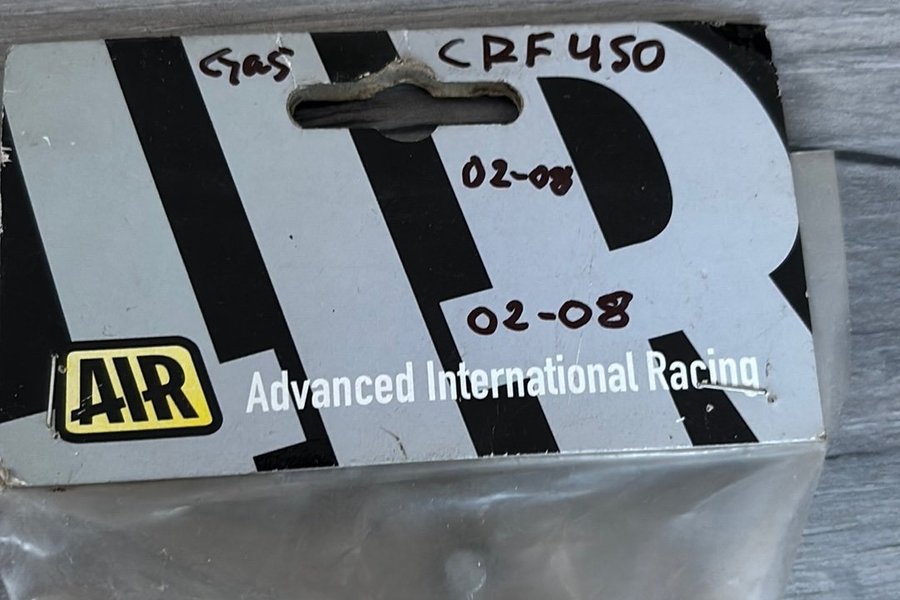 Gas CRF450
02-08
02-08
AIR
Advanced International Racing